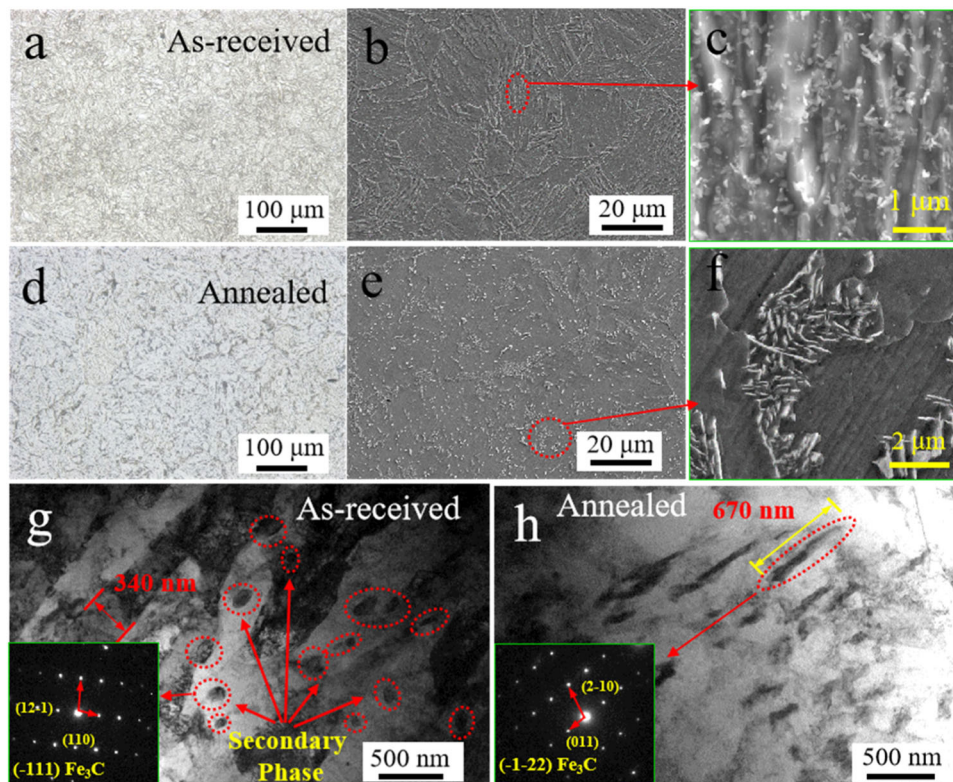 a
As-received
100 μm
b
20 μm
c
1 μm
d
Annealed
100 μm
e
20 μm
f
2 μm
g
As-received
340 nm
(12-1)
(110)
(-111) Fe₃C
Secondary
Phase
500 nm
h
Annealed
670 nm
(2-10)
(011)
(-1-22) Fe₃C
500 nm